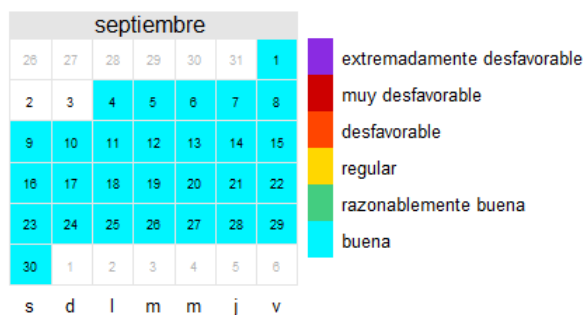 septiembre
26 27 28 29 30 31 1
2 3 4 5 6 7 8
9 10 11 12 13 14 15
16 17 18 19 20 21 22
23 24 25 26 27 28 29
30 1 2 3 4 5 6
s d l m m j v
extremadamente desfavorable
muy desfavorable
desfavorable
regular
razonablemente buena
buena